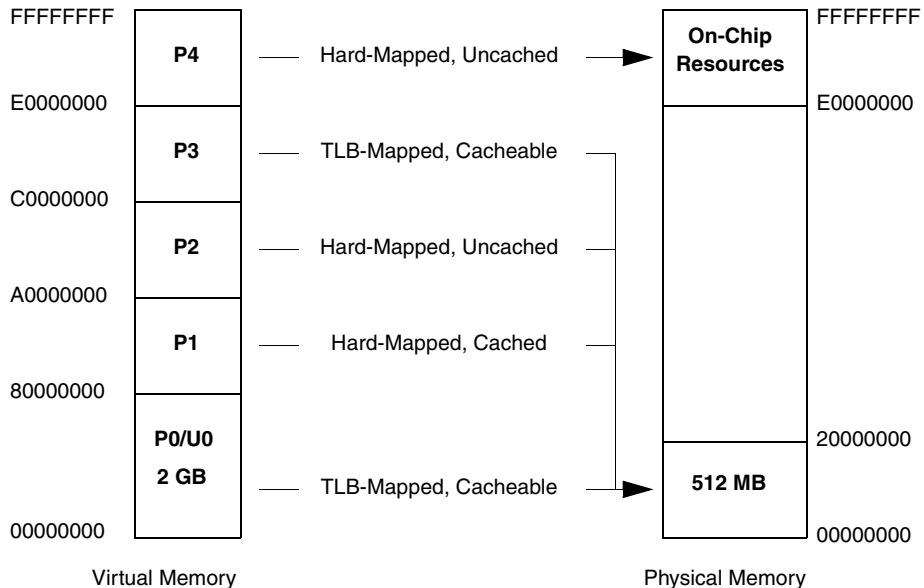 FFFFFFFF
P4
Hard-Mapped, Uncached
On-Chip
Resources
FFFFFFFF
E0000000
E0000000
P3
TLB-Mapped, Cacheable
C0000000
P2
Hard-Mapped, Uncached
A0000000
P1
Hard-Mapped, Cached
80000000
P0/U0
2 GB
TLB-Mapped, Cacheable
20000000
512 MB
00000000
00000000
Virtual Memory
Physical Memory